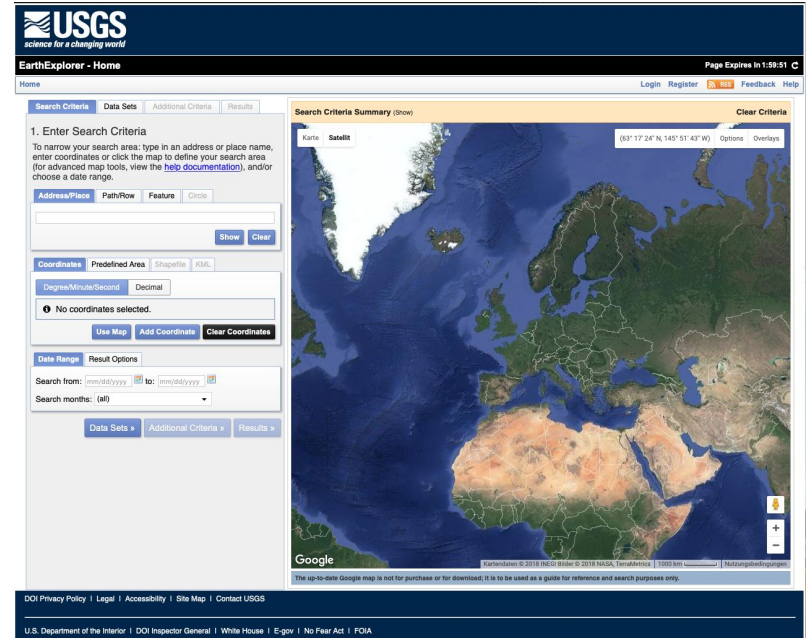 USGS
science for a changing world
EarthExplorer - Home
Page Expires In 1:59:51
Home
Login Register RSS Feedback Help
Search Criteria Data Sets Additional Criteria Results
1. Enter Search Criteria
To narrow your search area: type in an address or place name,
enter coordinates or click the map to define your search area
(for advanced map tools, view the help documentation), and/or
choose a date range.
Address/Place Path/Row Feature Circle
Show Clear
Coordinates Predefined Area Shapefile KML
Degree/Minute/Second Decimal
No coordinates selected.
Use Map Add Coordinate Clear Coordinates
Date Range Result Options
Search from: mm/dd/yyyy to: mm/dd/yyyy
Search months: (all)
Data Sets » Additional Criteria » Results »
Search Criteria Summary (Show)
Clear Criteria
Karte Satellit
(63° 17' 24" N, 145° 51' 43" W) Options Overlays
+
−
Google
Kartendaten © 2018 INEGI Bilder © 2018 NASA, TerraMetrics 1000 km Nutzungsbedingungen
The up-to-date Google map is not for purchase or for download; it is to be used as a guide for reference and search purposes only.
DOI Privacy Policy | Legal | Accessibility | Site Map | Contact USGS
U.S. Department of the Interior | DOI Inspector General | White House | E-gov | No Fear Act | FOIA